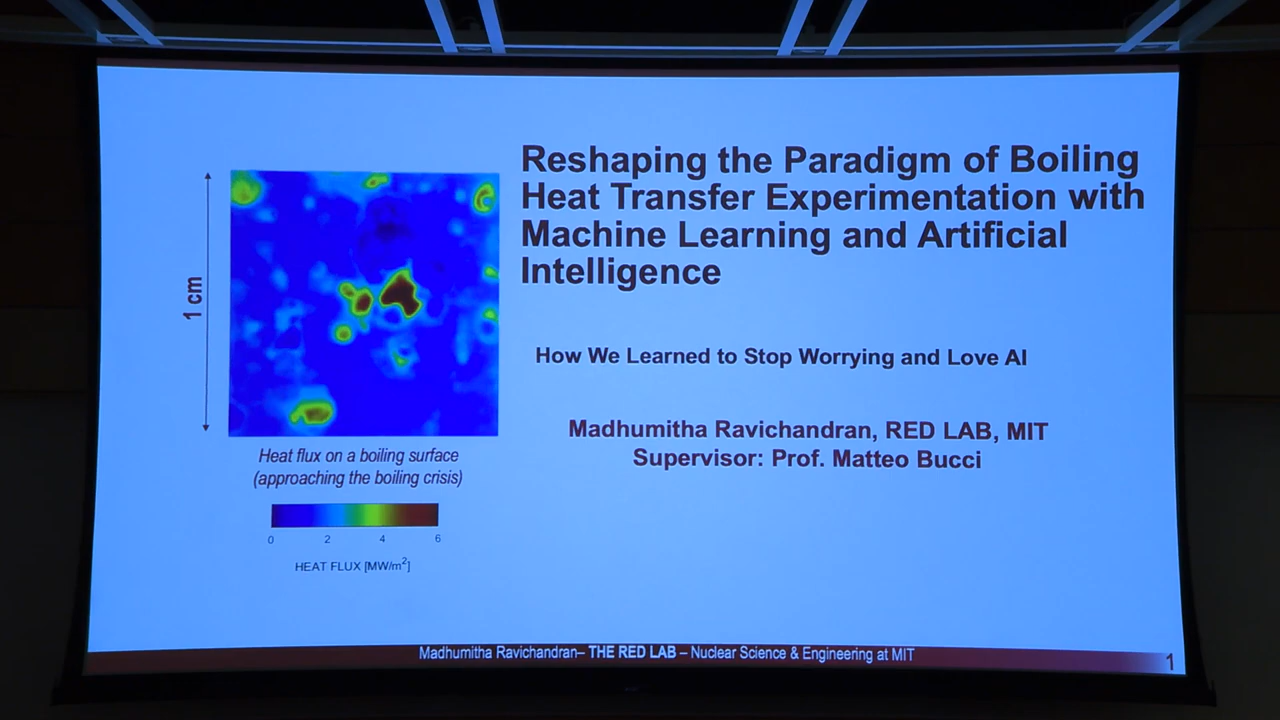 Reshaping the Paradigm of Boiling
Heat Transfer Experimentation with
Machine Learning and Artificial
Intelligence
How We Learned to Stop Worrying and Love AI
Madhumitha Ravichandran, RED LAB, MIT
Supervisor: Prof. Matteo Bucci
1 cm
Heat flux on a boiling surface
(approaching the boiling crisis)
0 2 4 6
HEAT FLUX [MW/m²]
Madhumitha Ravichandran– THE RED LAB – Nuclear Science & Engineering at MIT
1